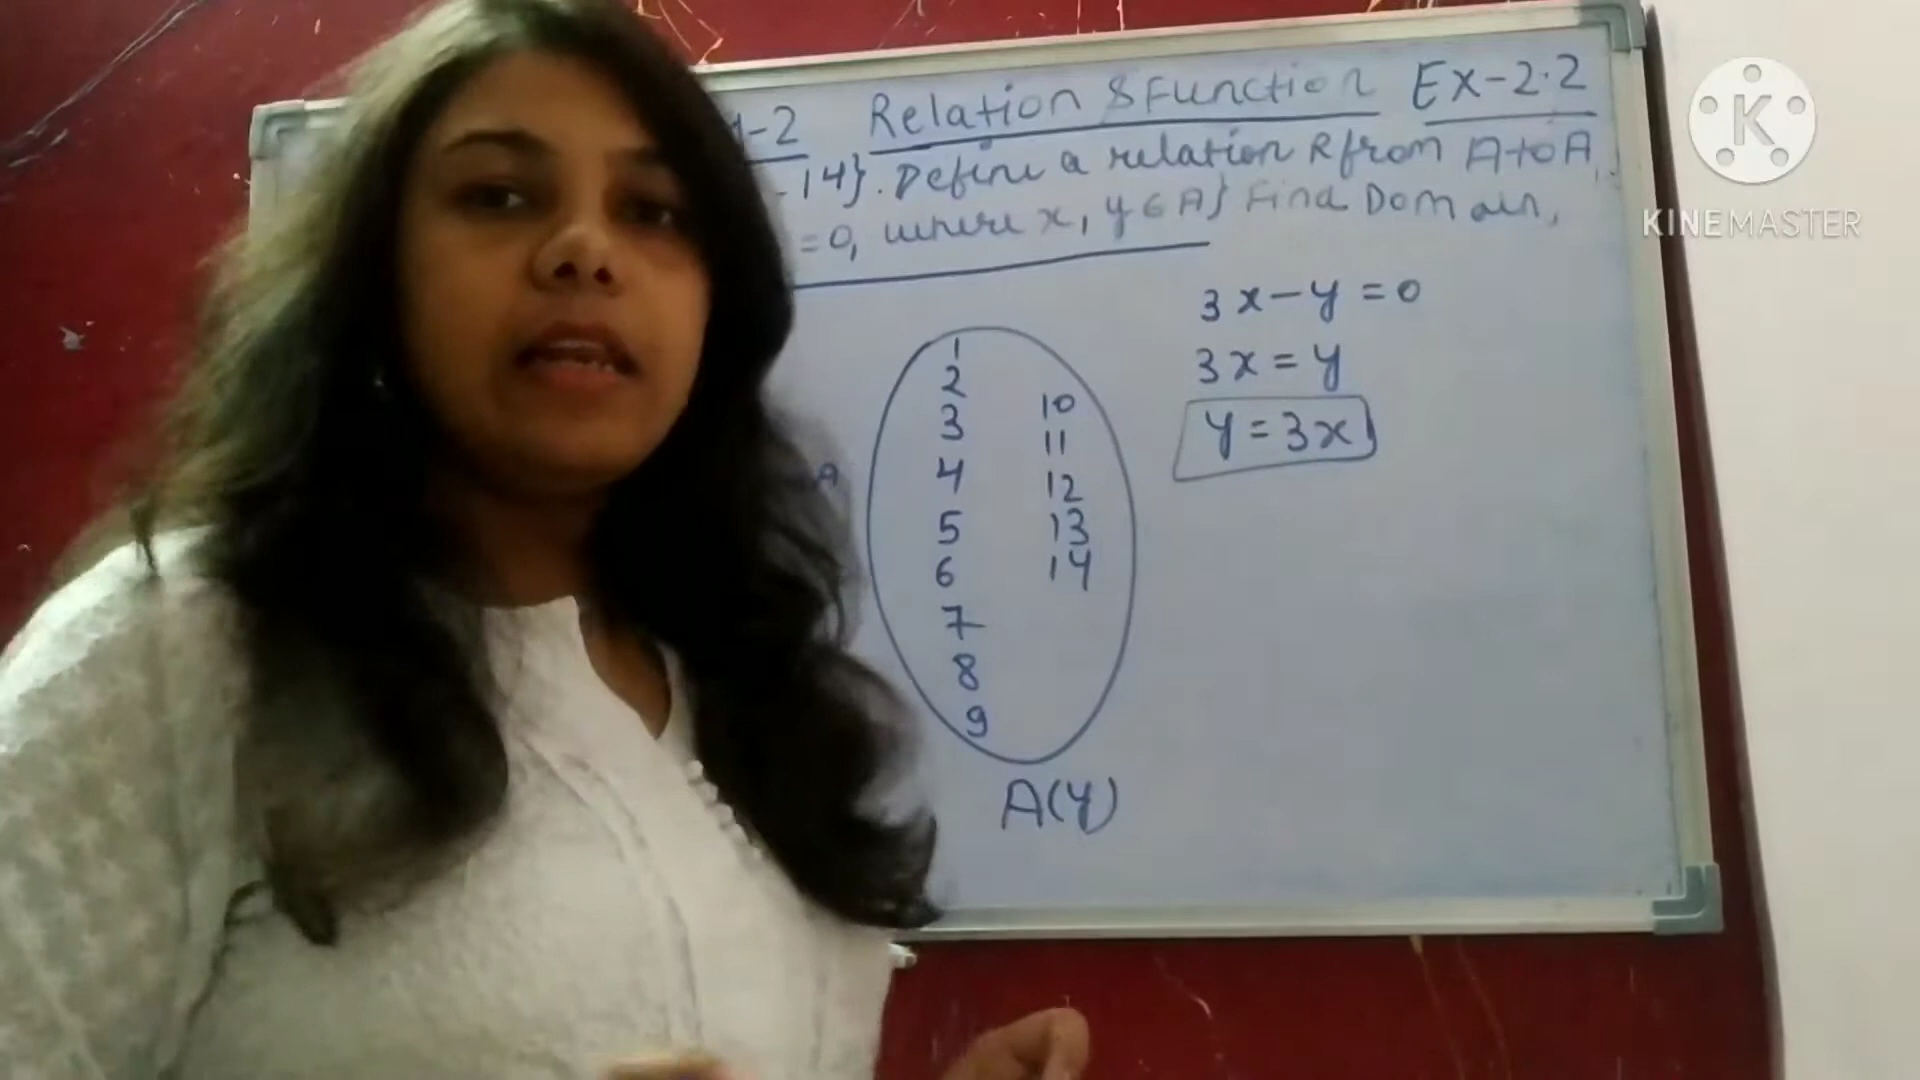 -2 Relation & Function Ex-2.2
-14}. Define a relation R from A to A,
=0, where x, y ∈ A} Find Domain,
3x-y=0
3x=y
y=3x
A
1
2
3
4
5
6
7
8
9
10
11
12
13
14
A(y)
K
KINEMASTER